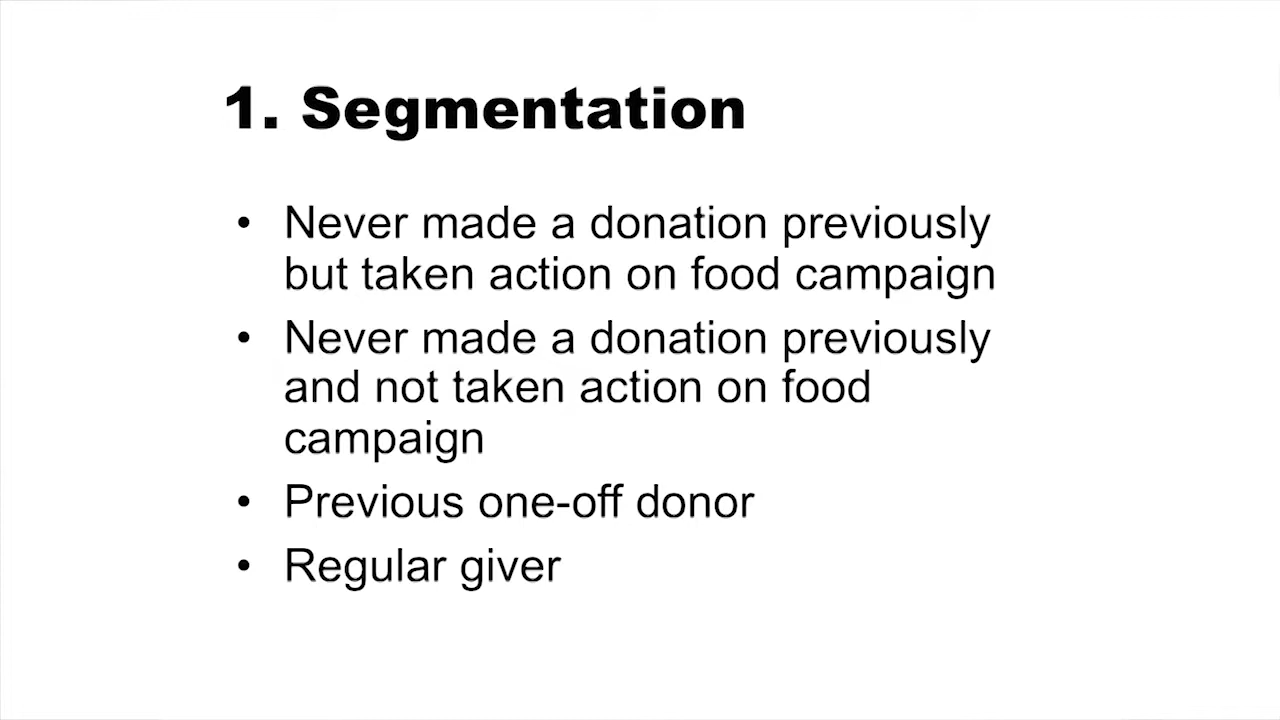 1. Segmentation
• Never made a donation previously
but taken action on food campaign
• Never made a donation previously
and not taken action on food
campaign
• Previous one-off donor
• Regular giver